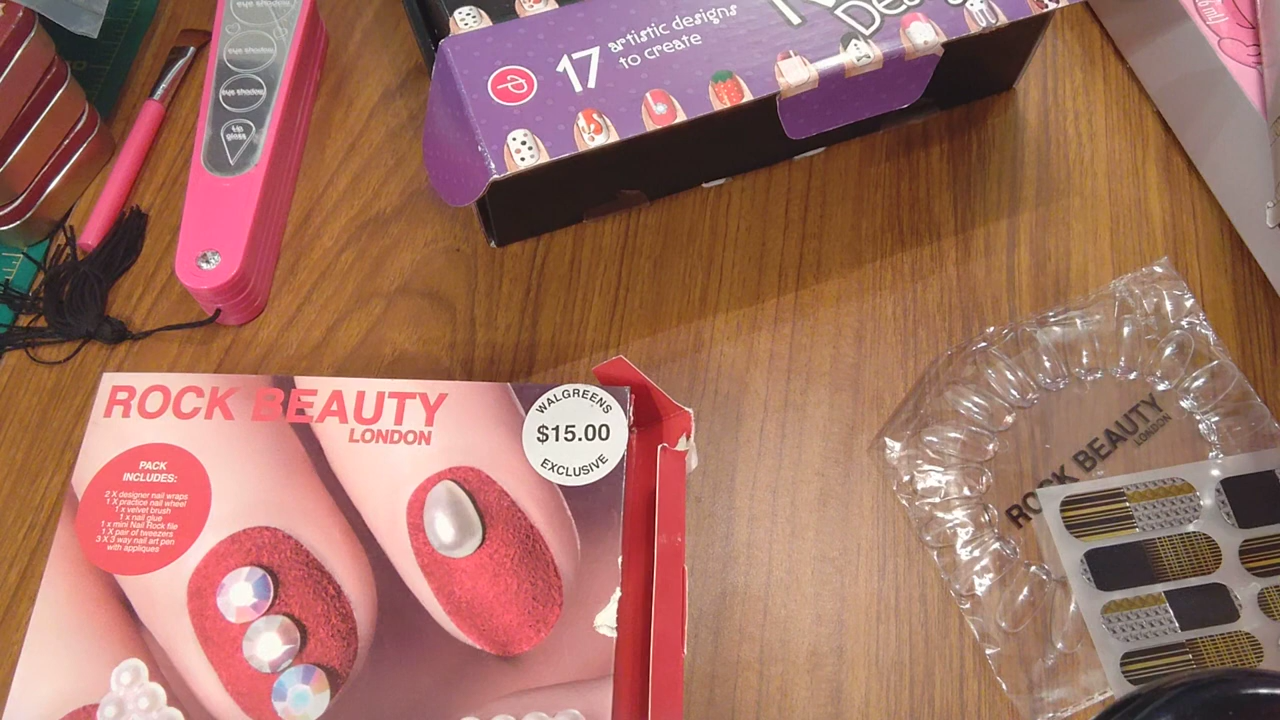 eye shadow
eye shadow
eye shadow
lip
gloss
17
artistic designs
to create
ROCK BEAUTY
LONDON
WALGREENS
$15.00
EXCLUSIVE
PACK
INCLUDES:
2 X designer nail wraps
1 X practice nail wheel
1 x velvet brush
1 x nail glue
1 x mini Nail Rock file
1 X pair of tweezers
3 X 3 way nail art pen
with appliques
ROCK BEAUTY
LONDON